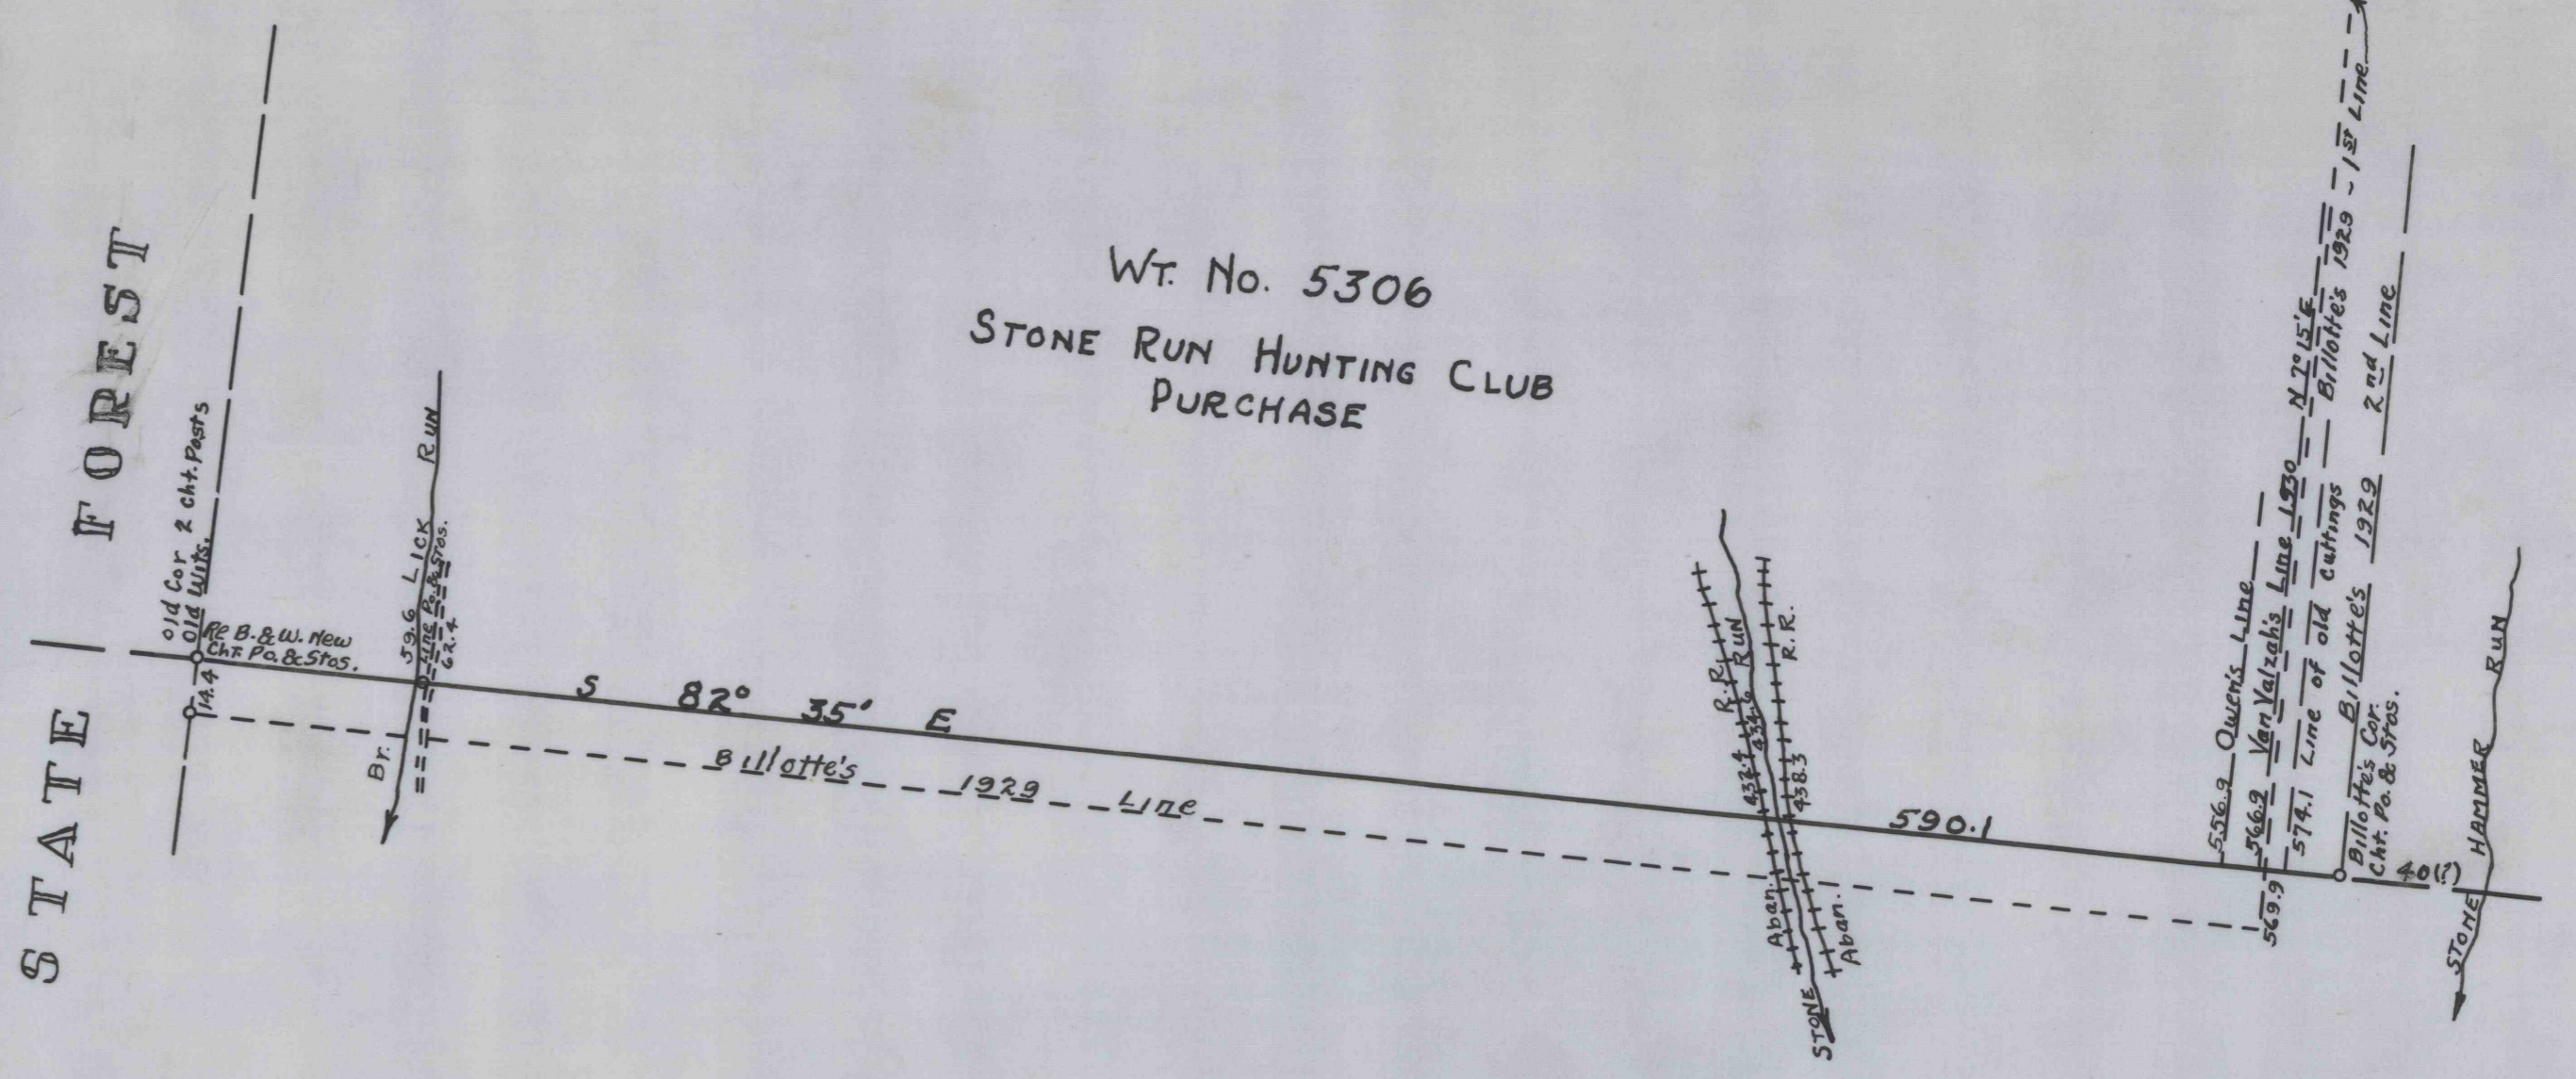 WT. No. 5306
STONE RUN HUNTING CLUB
PURCHASE
STATE FOREST
Old Cor 2 Cht. Posts
Old Wits.
Re B. & W. New
Cht. Po. & Stos.
14.4
59.6 LICK RUN
Line Po. & Stos.
62.4
Br.
S 82° 35' E
Billotte's 1929 Line
R.R.
432.4
434.6 RUN
R.R.
438.3
Aban.
Aban.
STONE
590.1
556.9 Owen's Line
566.9 Van Valzah's Line 1930 N 7° 15' E
574.1 Line of old cuttings Billotte's 1929 - 1st Line
Billotte's 1929 2nd Line
Billotte's Cor.
Cht. Po. & Stos.
569.9
40(?)
STONE HAMMER RUN